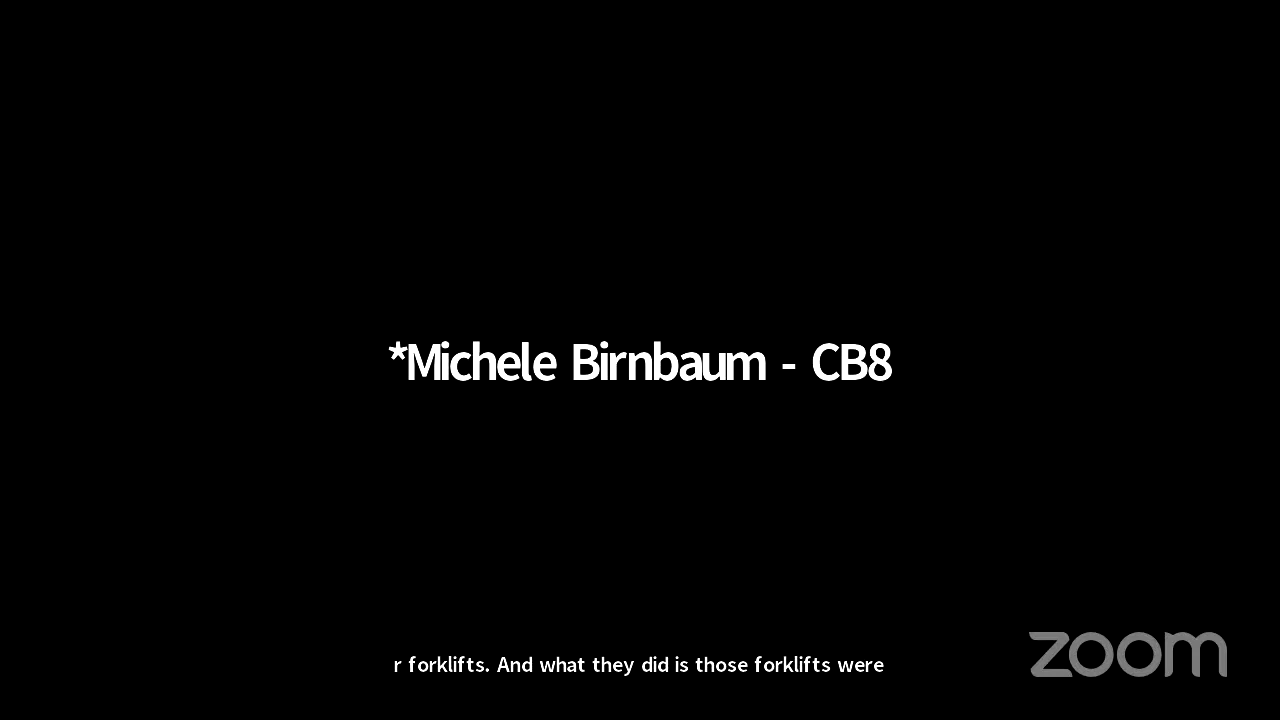 *Michele Birnbaum - CB8
r forklifts. And what they did is those forklifts were
zoom